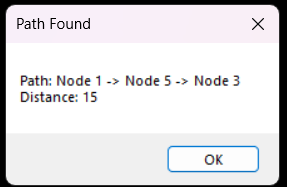 Path Found
Path: Node 1 -> Node 5 -> Node 3
Distance: 15
OK